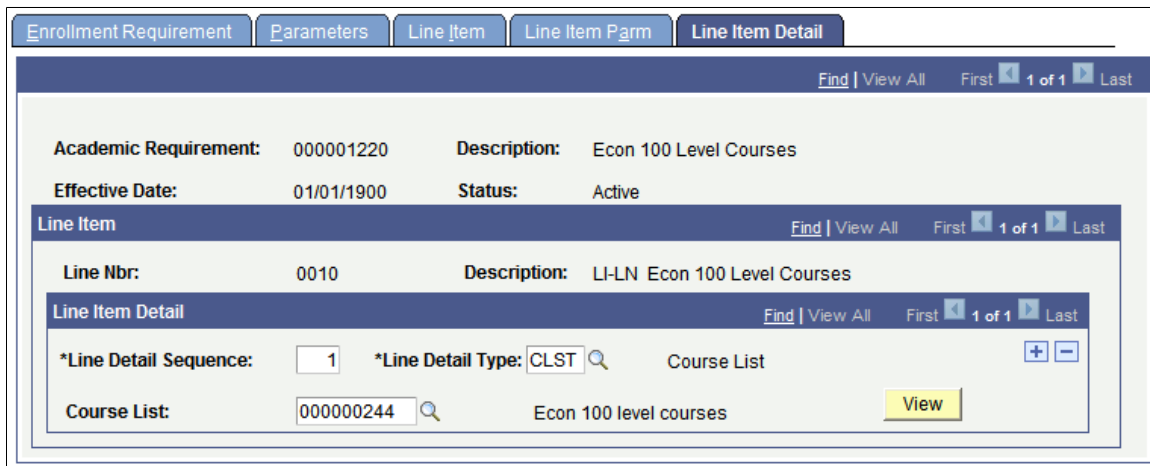 Enrollment Requirement Parameters Line Item Line Item Parm Line Item Detail
Find | View All First 1 of 1 Last
Academic Requirement: 000001220 Description: Econ 100 Level Courses
Effective Date: 01/01/1900 Status: Active
Line Item Find | View All First 1 of 1 Last
Line Nbr: 0010 Description: LI-LN Econ 100 Level Courses
Line Item Detail Find | View All First 1 of 1 Last
*Line Detail Sequence: 1 *Line Detail Type: CLST Course List
Course List: 000000244 Econ 100 level courses View